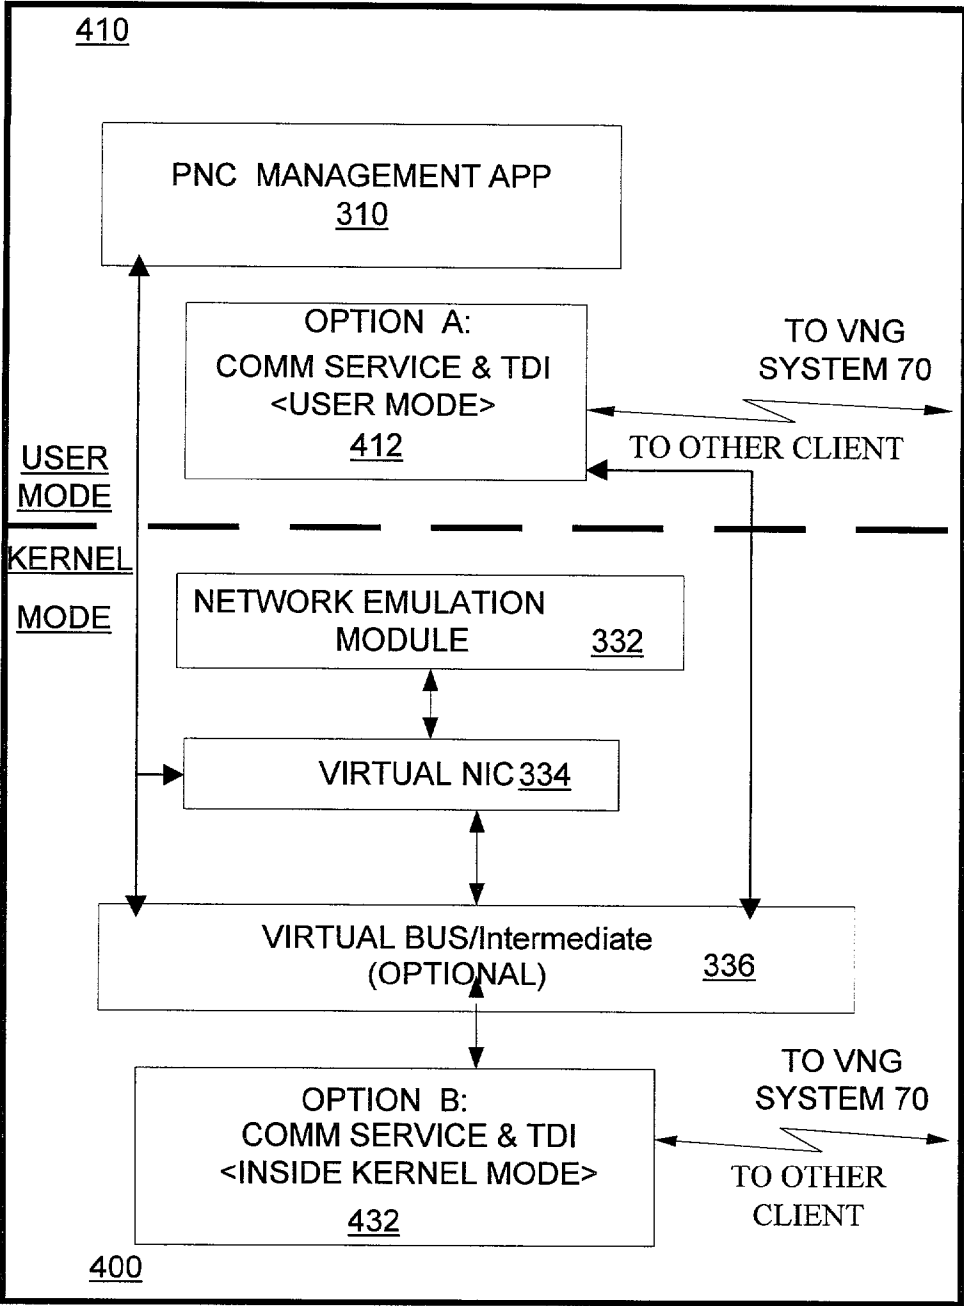 410
PNC MANAGEMENT APP
310
OPTION A:
COMM SERVICE & TDI
<USER MODE>
412
TO VNG
SYSTEM 70
TO OTHER CLIENT
USER
MODE
KERNEL
MODE
NETWORK EMULATION
MODULE 332
VIRTUAL NIC 334
VIRTUAL BUS/Intermediate
(OPTIONAL) 336
OPTION B:
COMM SERVICE & TDI
<INSIDE KERNEL MODE>
432
TO VNG
SYSTEM 70
TO OTHER
CLIENT
400